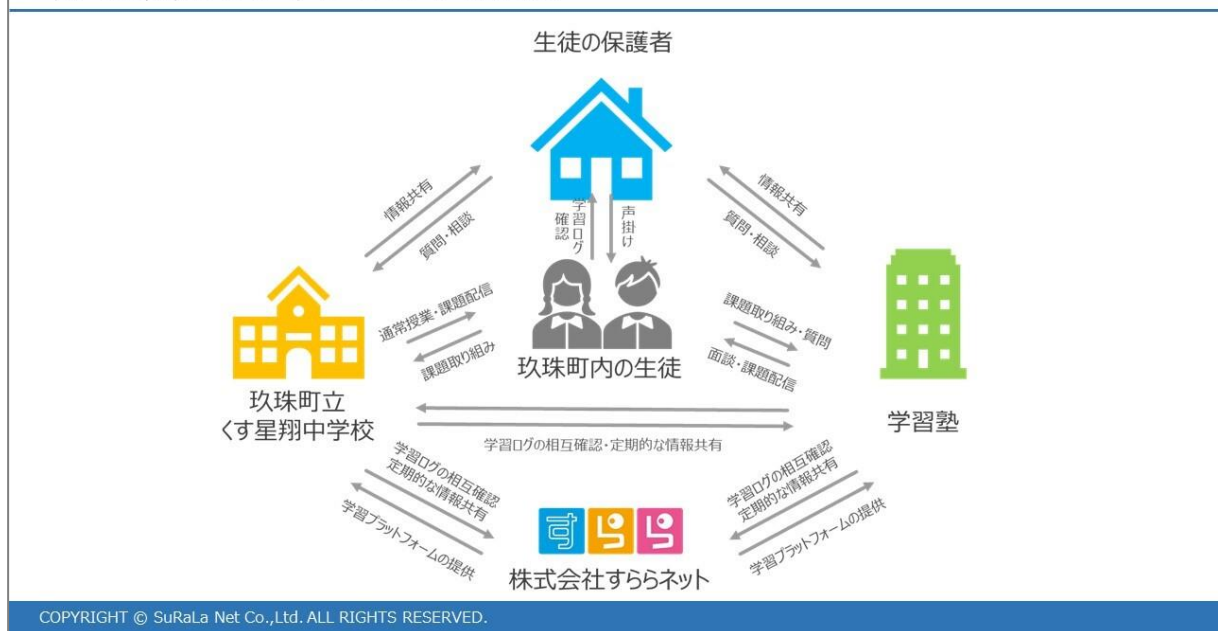 生徒の保護者
情報共有
質問・相談
学習ログ
確認
声掛け
情報共有
質問・相談
通常授業・課題配信
課題取り組み
玖珠町内の生徒
課題取り組み・質問
面談・課題配信
玖珠町立
くす星翔中学校
学習塾
学習ログの相互確認・定期的な情報共有
学習ログの相互確認
定期的な情報共有
学習プラットフォームの提供
学習ログの相互確認
定期的な情報共有
学習プラットフォームの提供
すらら
株式会社すららネット
COPYRIGHT © SuRaLa Net Co.,Ltd. ALL RIGHTS RESERVED.